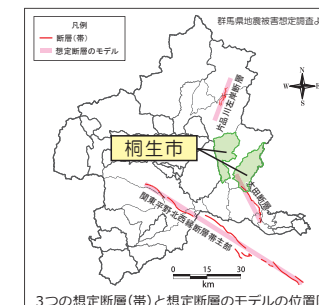 群馬県地震被害想定調査よ
凡例
断層(帯)
想定断層のモデル
N
W
E
S
片品川左岸断層
桐生市
太田断層
関東平野北西縁断層帯主部
0 15 30
km
3つの想定断層(帯)と想定断層のモデルの位置